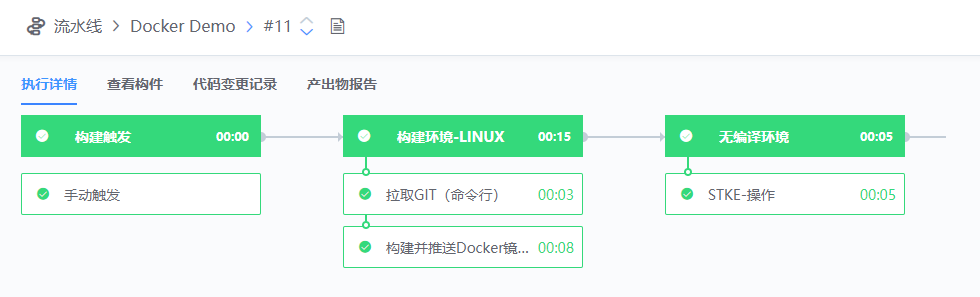 流水线 > Docker Demo > #11
执行详情 查看构件 代码变更记录 产出物报告
构建触发 00:00
手动触发
构建环境-LINUX 00:15
拉取GIT（命令行） 00:03
构建并推送Docker镜... 00:08
无编译环境 00:05
STKE-操作 00:05